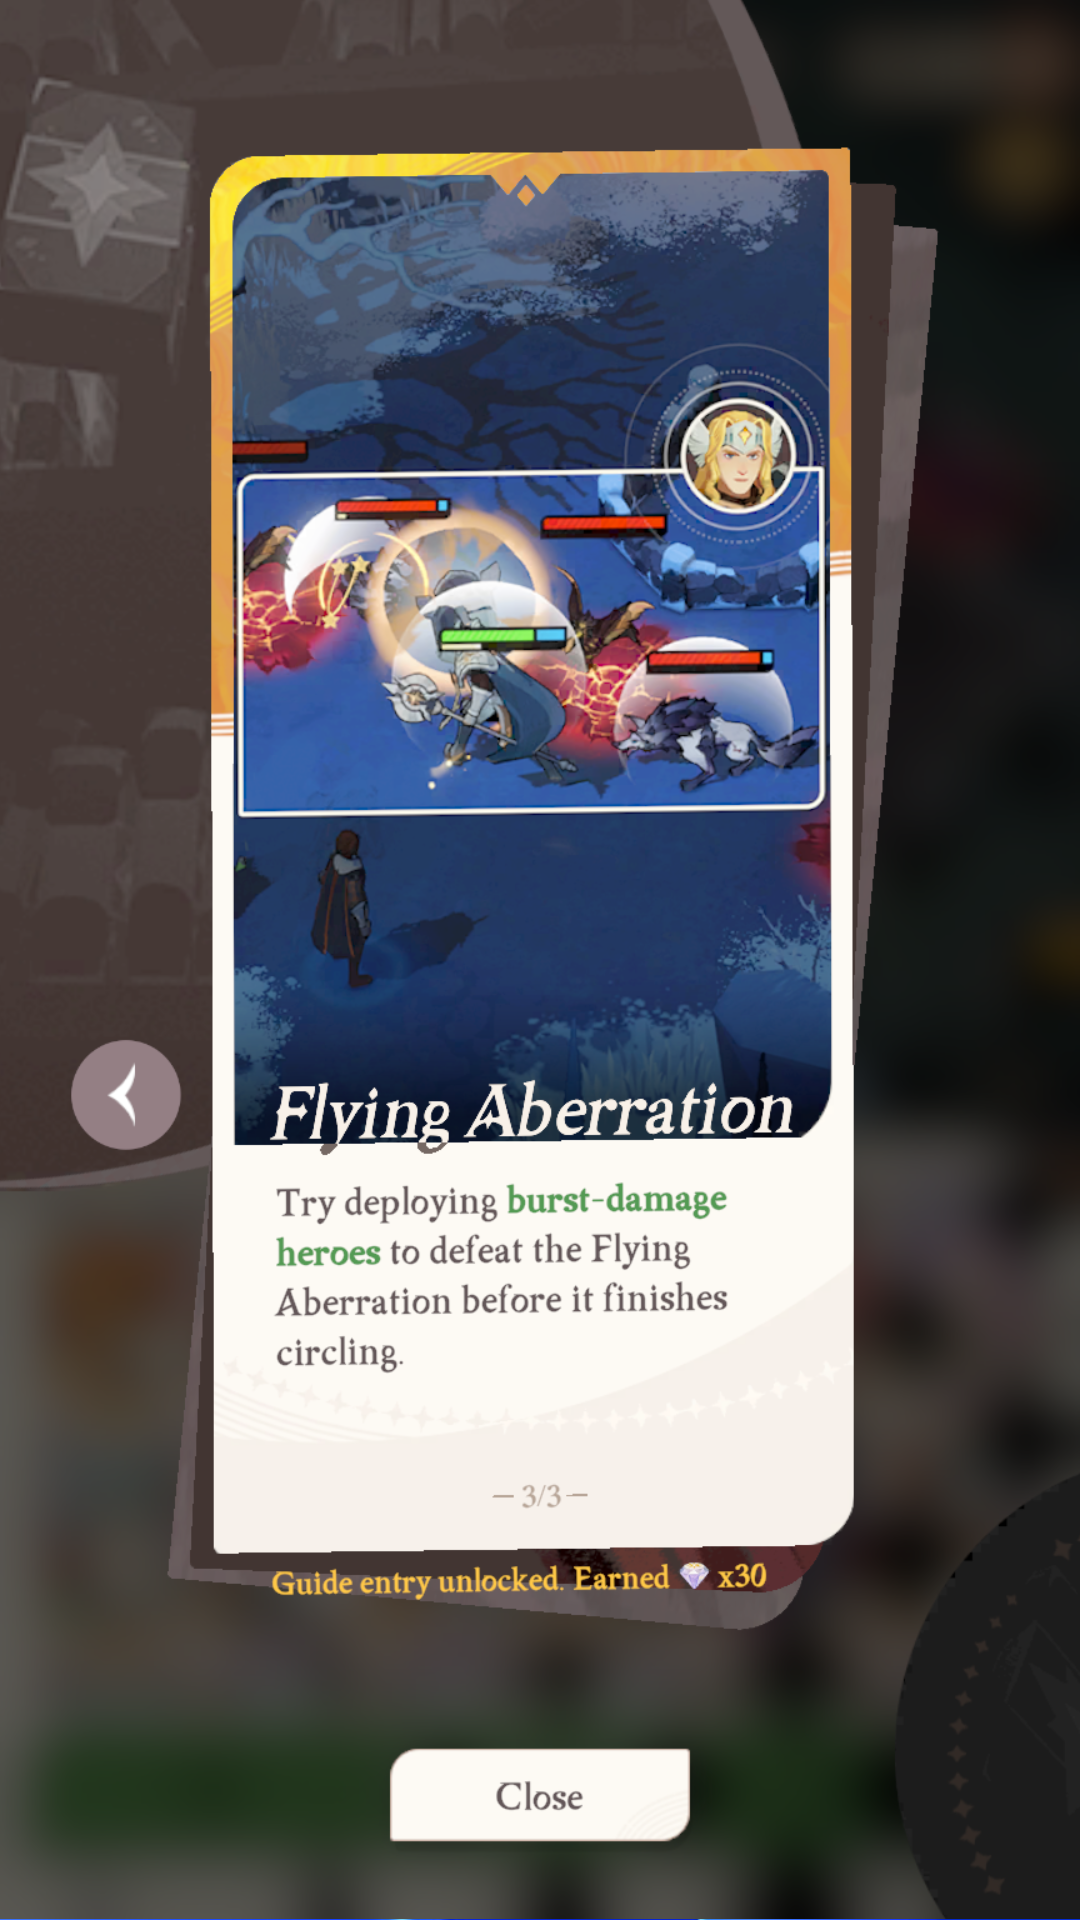 Flying Aberration
Try deploying burst-damage
heroes to defeat the Flying
Aberration before it finishes
circling.
— 3/3 —
Guide entry unlocked. Earned x30
Close